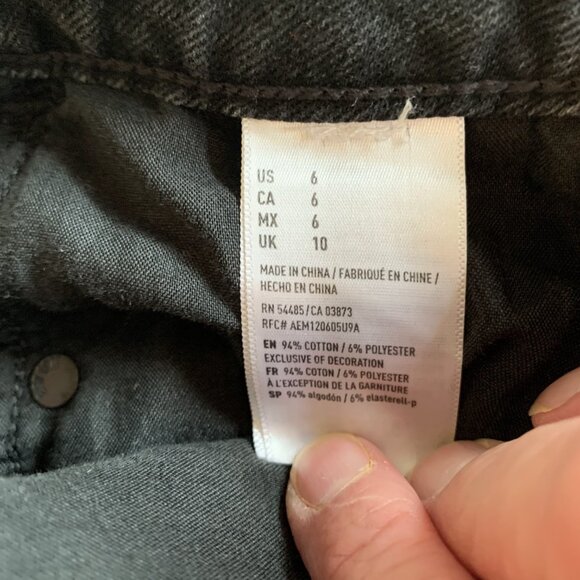 US 6
CA 6
MX 6
UK 10
MADE IN CHINA / FABRIQUÉ EN CHINE /
HECHO EN CHINA
RN 54485/CA 03873
RFC# AEM120605U9A
EN 94% COTTON / 6% POLYESTER
EXCLUSIVE OF DECORATION
FR 94% COTON / 6% POLYESTER
À L'EXCEPTION DE LA GARNITURE
SP 94% algodón / 6% elasterell-p